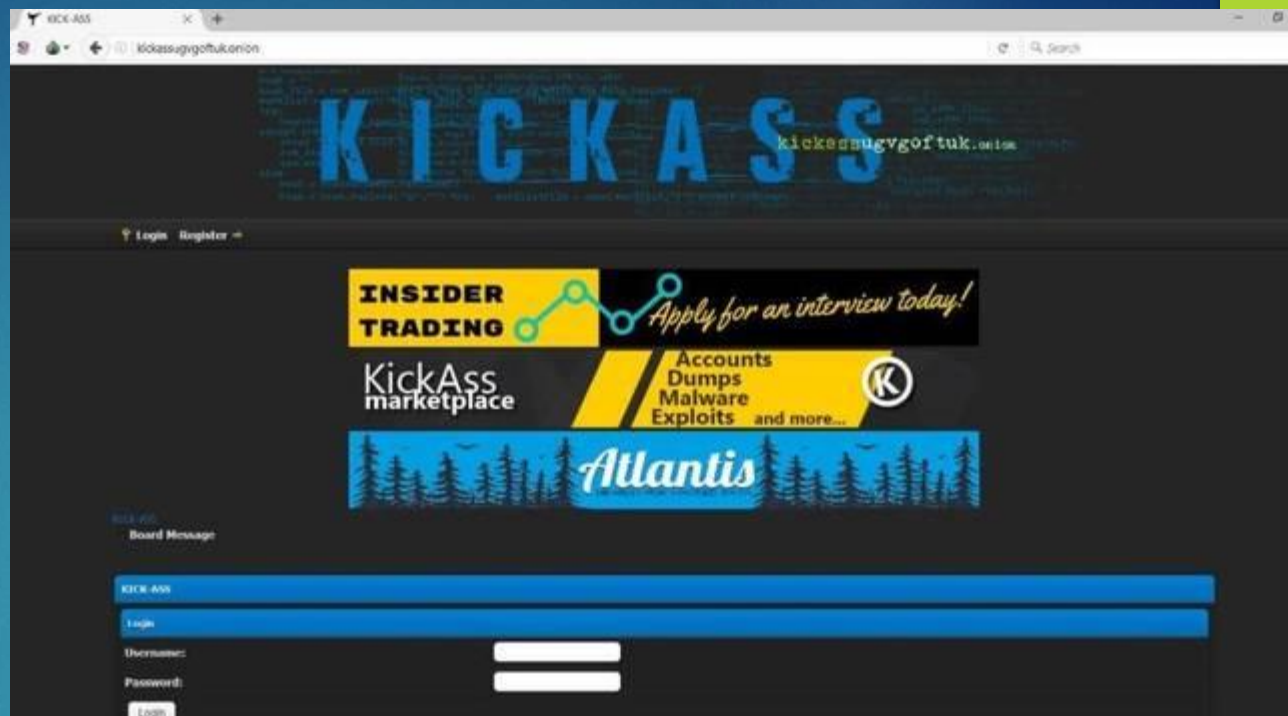 KICK-ASS
kickassugvgoftuk.onion
Search
KICKASS
kickassugvgoftuk.onion
Login Register
INSIDER TRADING
Apply for an interview today!
KickAss marketplace
Accounts
Dumps
Malware
Exploits and more...
Atlantis
KICK-ASS
Board Message
KICK-ASS
Login
Username:
Password:
Login